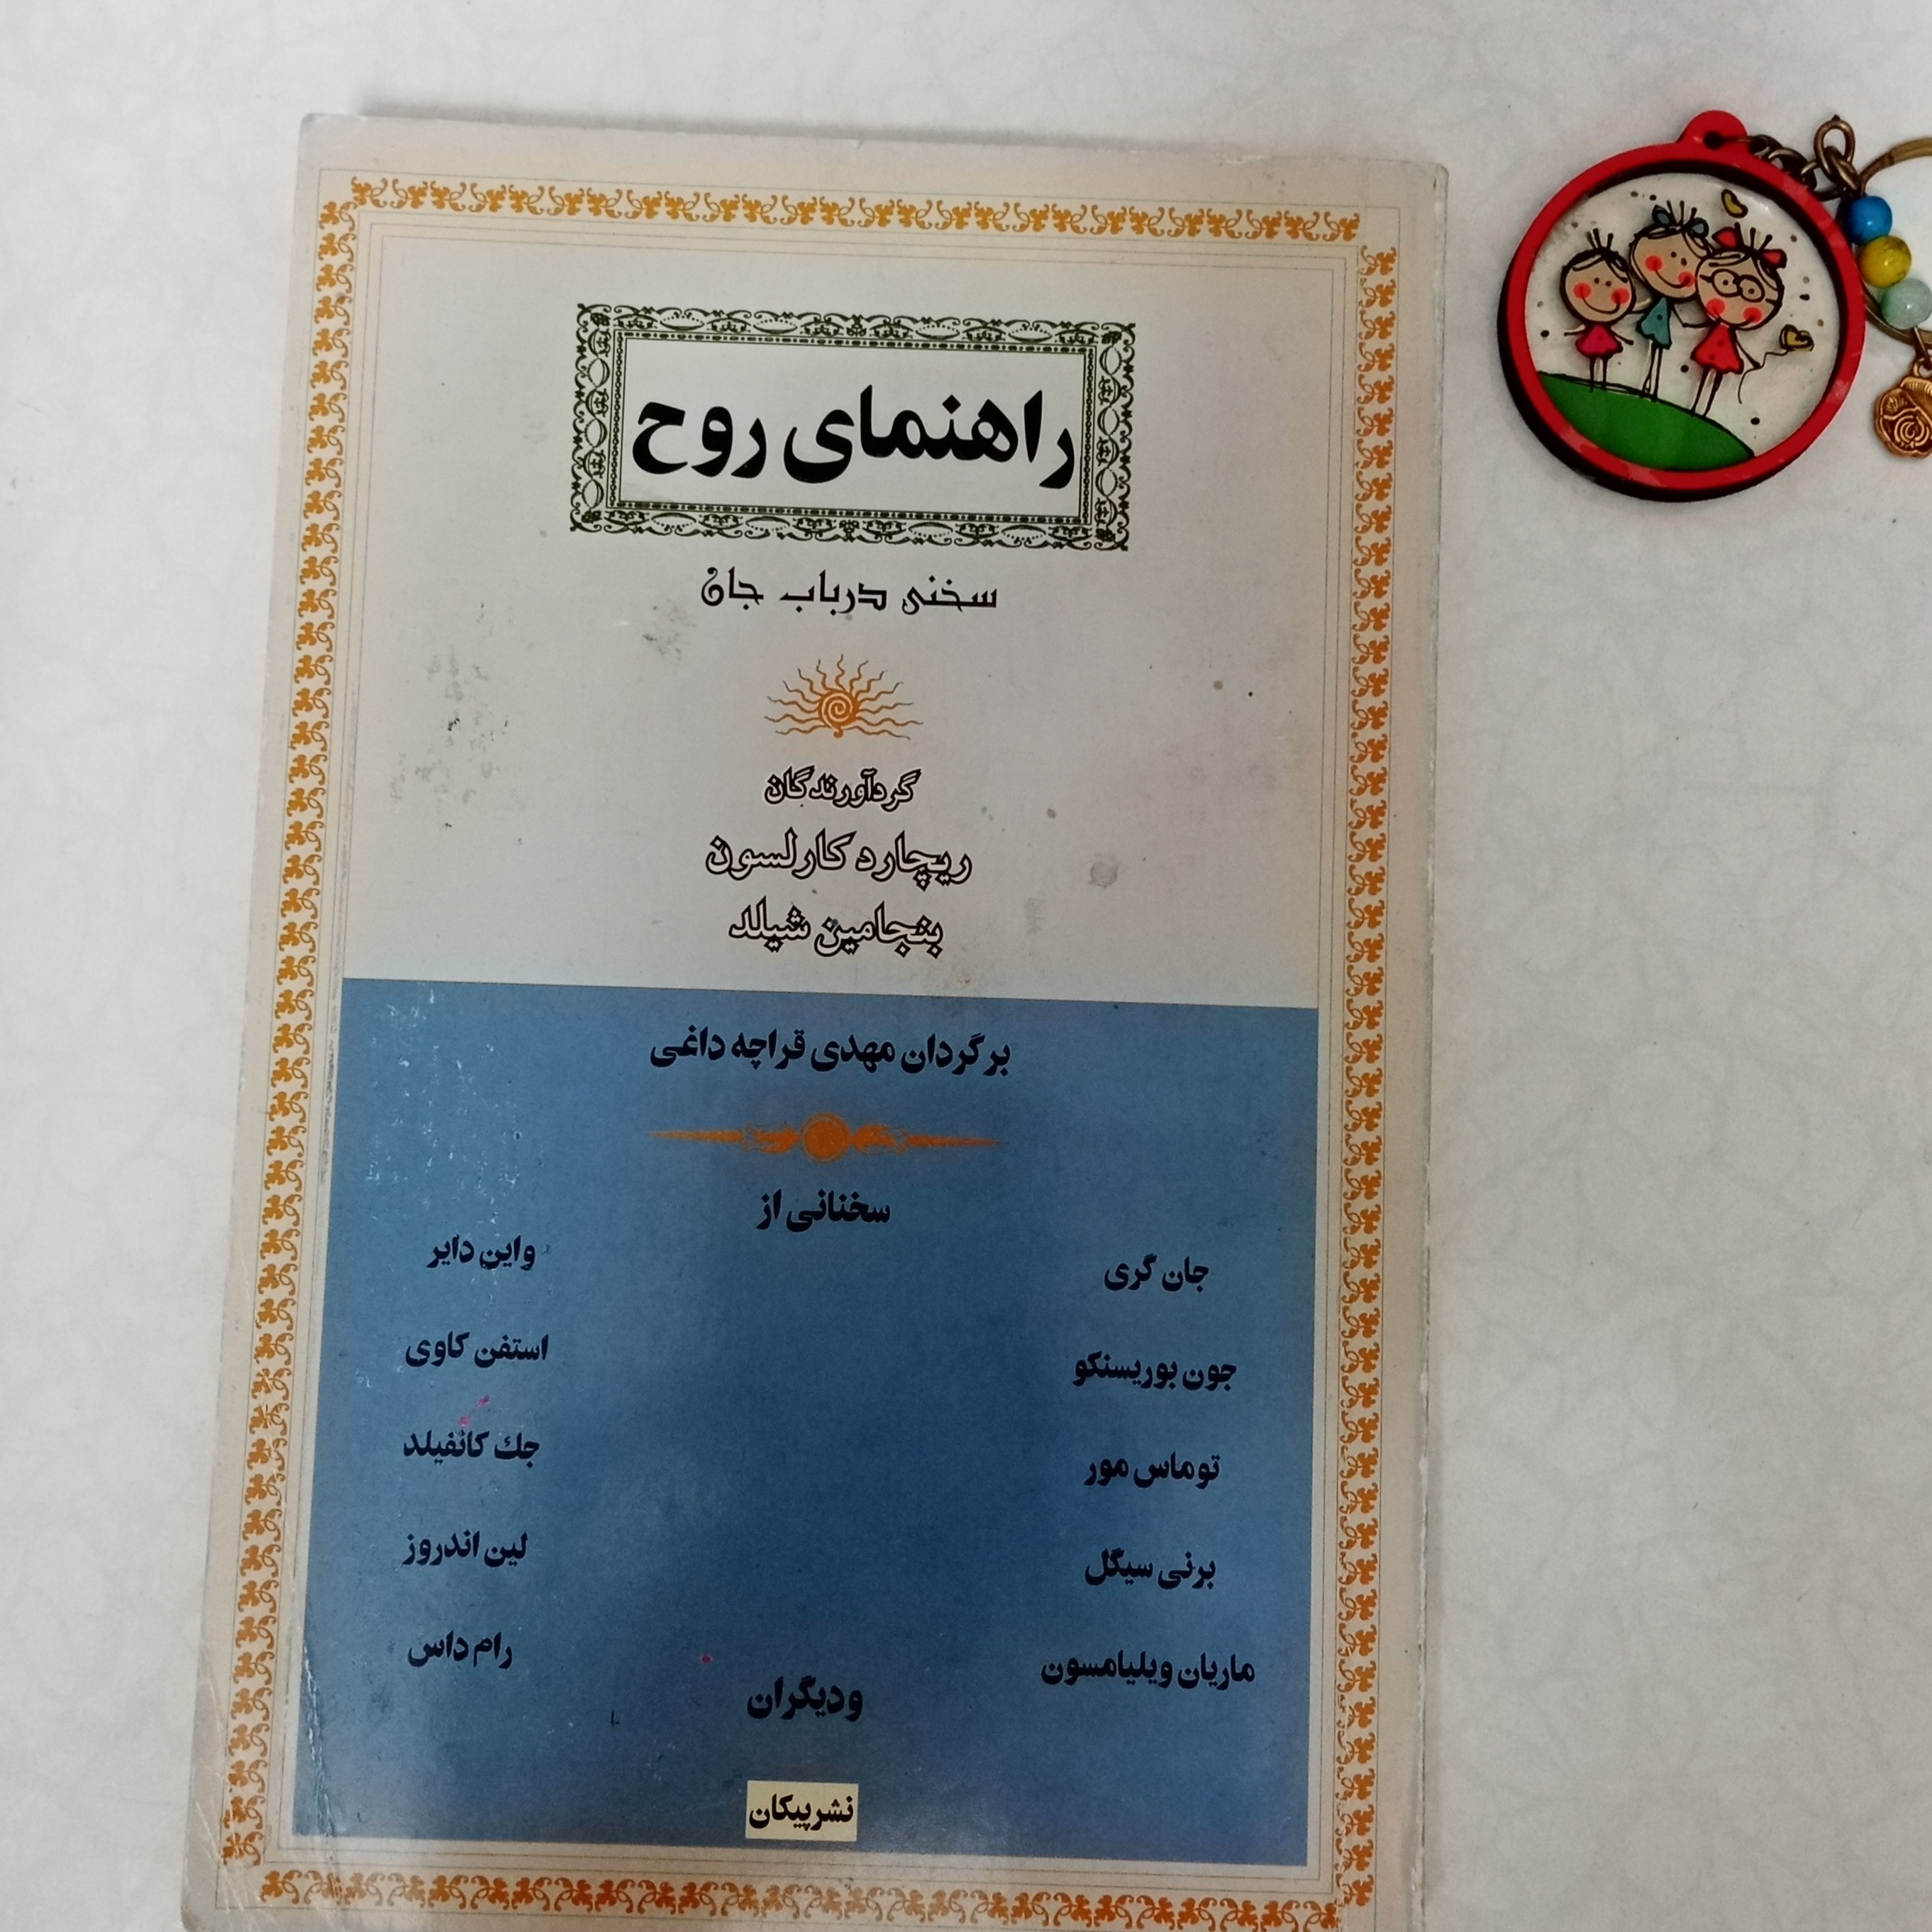 راهنمای روح
سخنی درباب جان
گردآورندگان
ریچارد کارلسون
بنجامین شیلد
برگردان مهدی قراچه داغی
سخنانی از
جان گری
واین دایر
جون بوریسنکو
استفن کاوی
توماس مور
جك كانفیلد
برنی سیگل
لین اندروز
ماریان ویلیامسون
رام داس
ودیگران
نشرپیکان